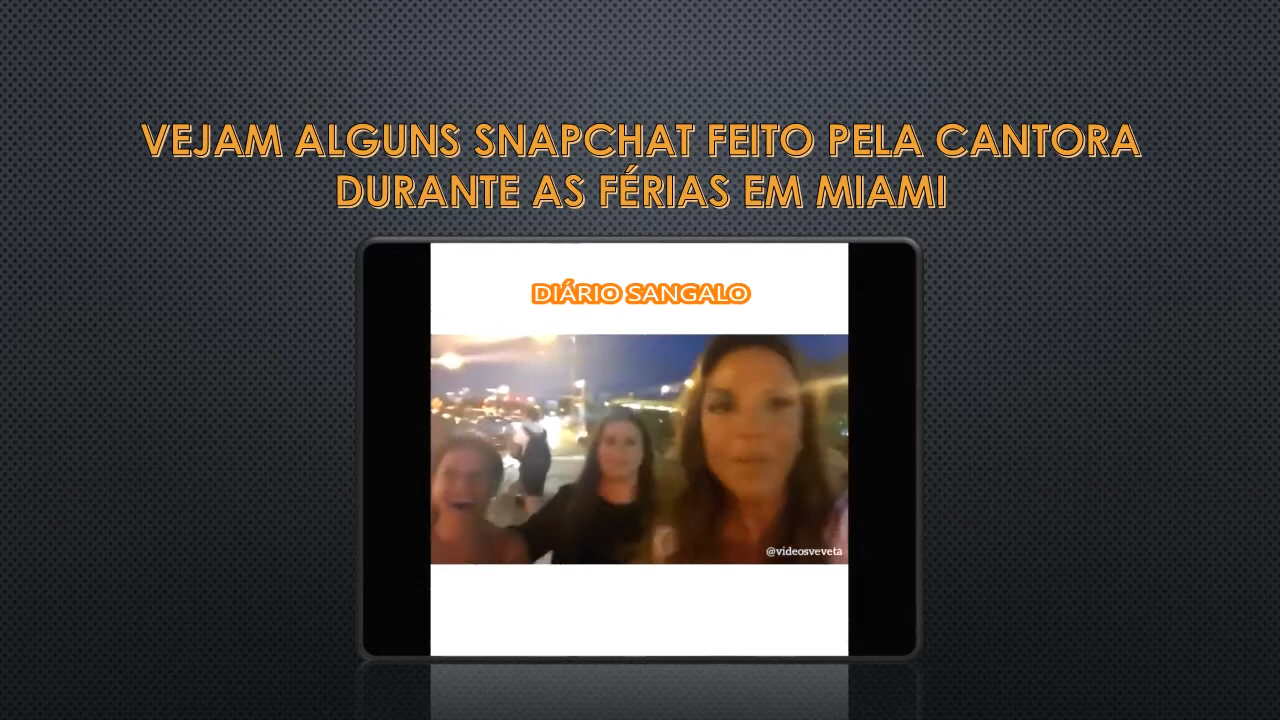 VEJAM ALGUNS SNAPCHAT FEITO PELA CANTORA
DURANTE AS FÉRIAS EM MIAMI
DIÁRIO SANGALO
@videosveveta